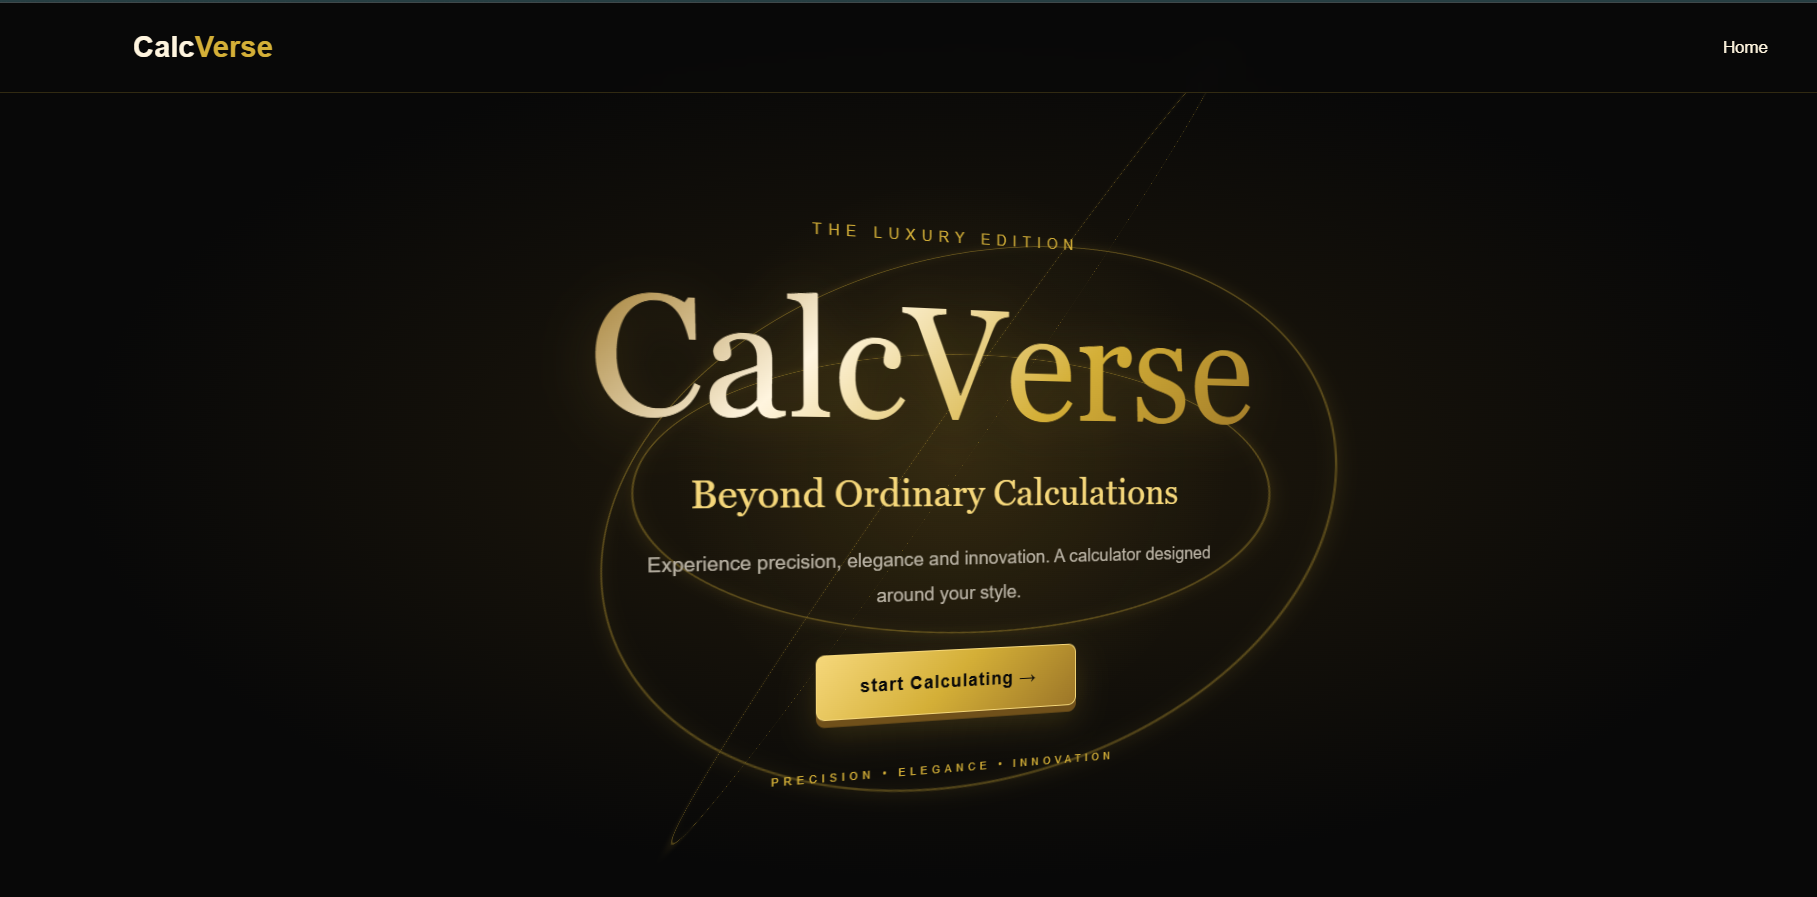 CalcVerse
Home
THE LUXURY EDITION
CalcVerse
Beyond Ordinary Calculations
Experience precision, elegance and innovation. A calculator designed
around your style.
start Calculating →
PRECISION • ELEGANCE • INNOVATION